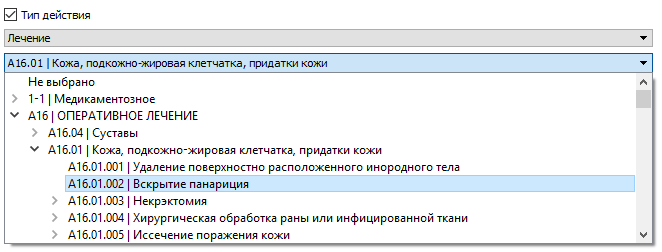 Тип действия
Лечение
A16.01 | Кожа, подкожно-жировая клетчатка, придатки кожи
Не выбрано
1-1 | Медикаментозное
A16 | ОПЕРАТИВНОЕ ЛЕЧЕНИЕ
A16.04 | Суставы
A16.01 | Кожа, подкожно-жировая клетчатка, придатки кожи
A16.01.001 | Удаление поверхностно расположенного инородного тела
A16.01.002 | Вскрытие панариция
A16.01.003 | Некрэктомия
A16.01.004 | Хирургическая обработка раны или инфицированной ткани
A16.01.005 | Иссечение поражения кожи